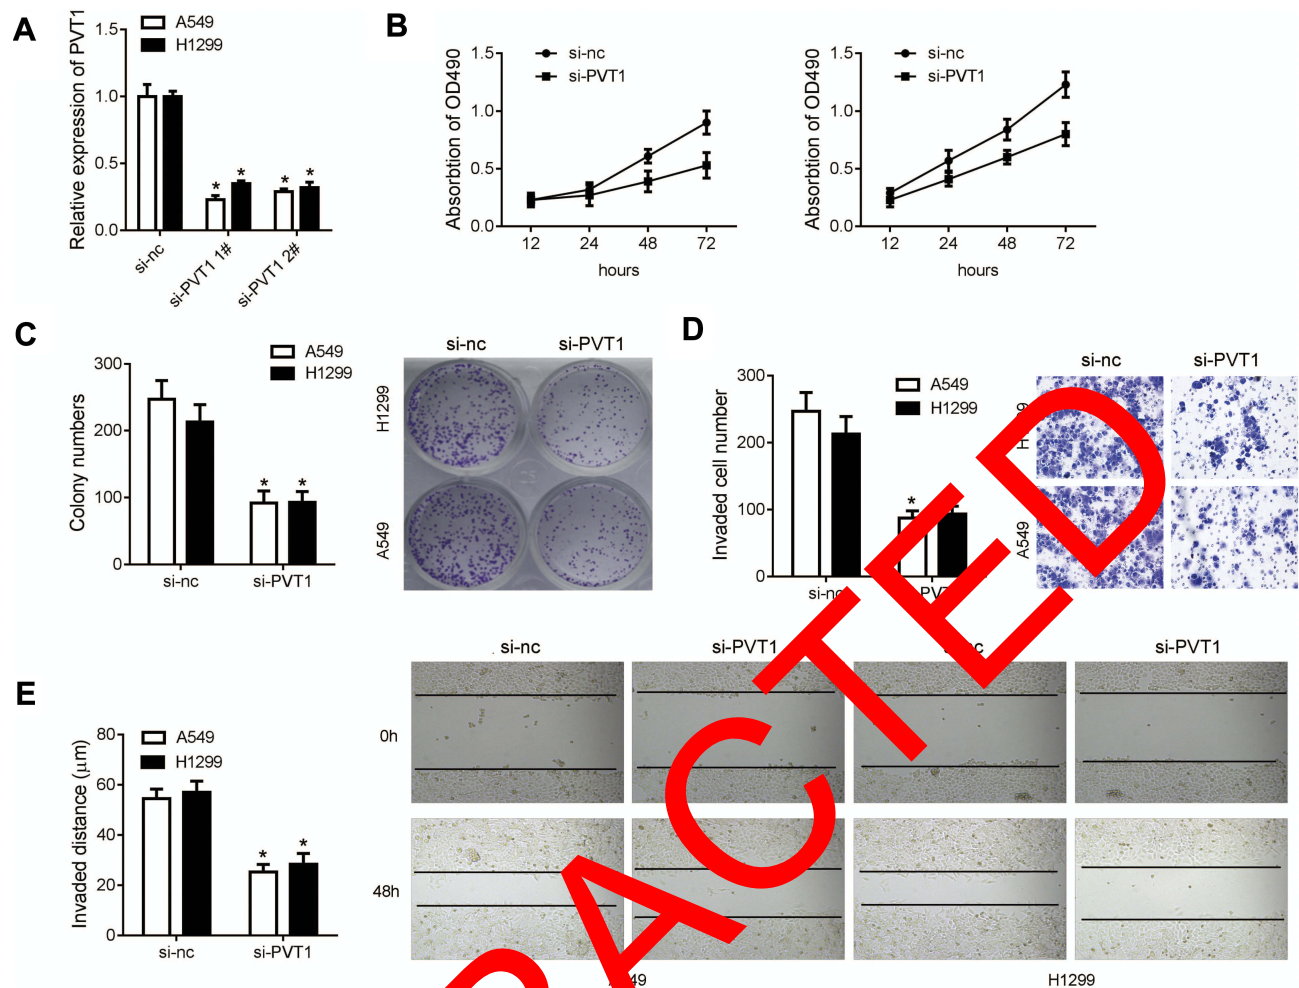 A
Relative expression of PVT1
1.5
1.0
0.5
0.0
A549
H1299
* * * *
si-nc
si-PVT1 1#
si-PVT1 2#
B
Absorbtion of OD490
1.5
1.0
0.5
0.0
si-nc
si-PVT1
12 24 48 72
hours
Absorbtion of OD490
1.5
1.0
0.5
0.0
si-nc
si-PVT1
12 24 48 72
hours
C
Colony numbers
300
200
100
0
A549
H1299
* *
si-nc si-PVT1
si-nc si-PVT1
H1299
A549
D
Invaded cell number
300
200
100
0
A549
H1299
*
si-nc
si-nc si-PVT1
A549
E
Invaded distance (μm)
80
60
40
20
0
A549
H1299
* *
si-nc si-PVT1
si-nc si-PVT1 si-PVT1
0h
48h
H1299
ACTED